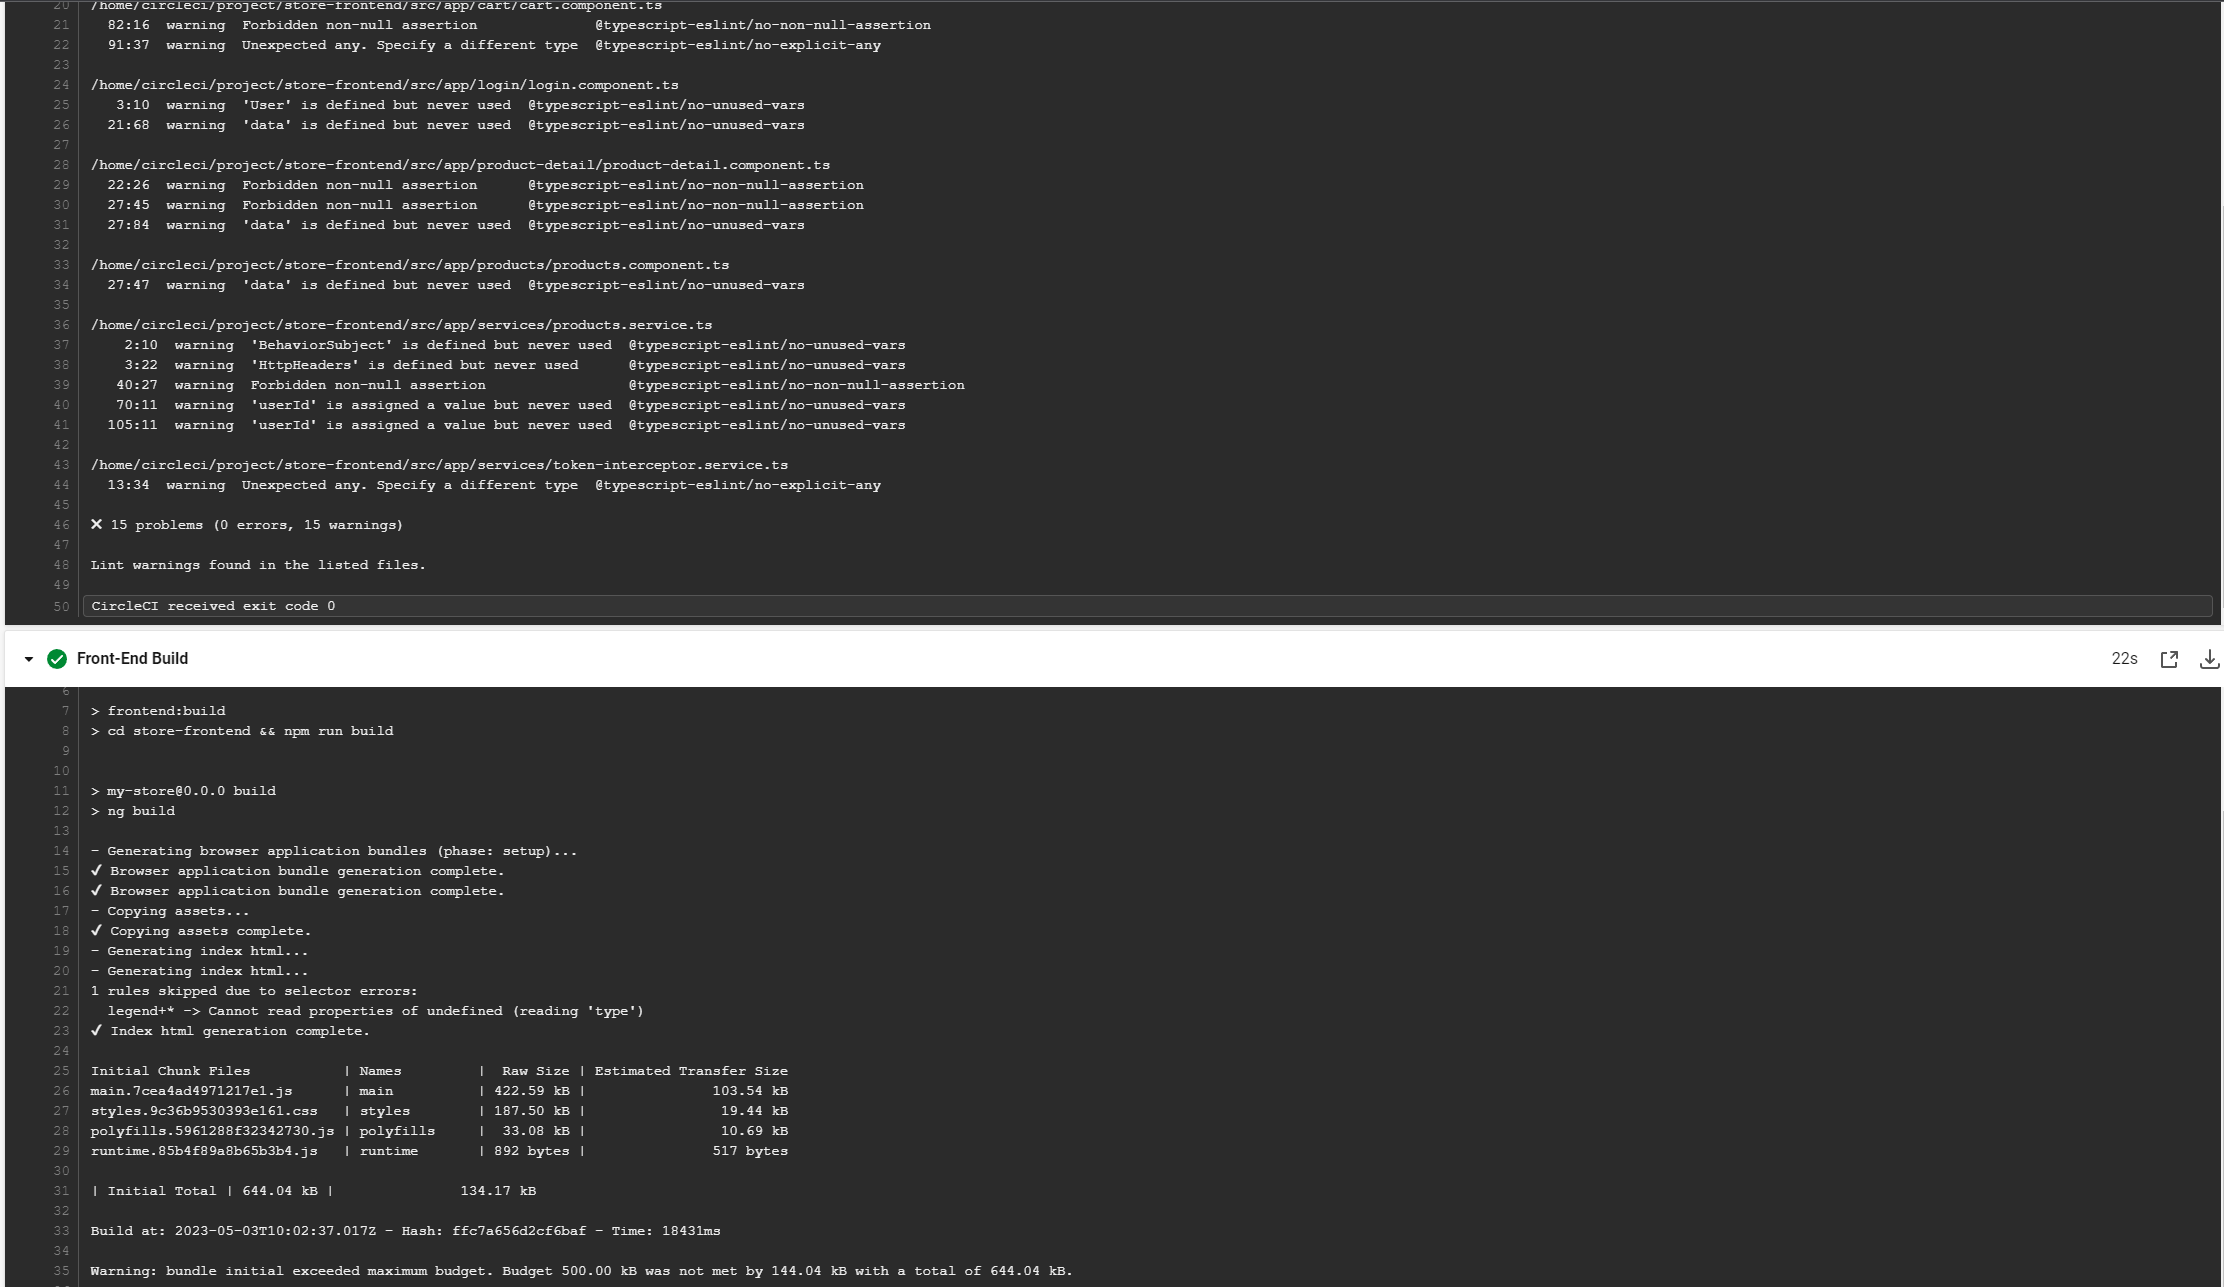 20 /home/circleci/project/store-frontend/src/app/cart/cart.component.ts
21 82:16 warning Forbidden non-null assertion @typescript-eslint/no-non-null-assertion
22 91:37 warning Unexpected any. Specify a different type @typescript-eslint/no-explicit-any
23
24 /home/circleci/project/store-frontend/src/app/login/login.component.ts
25 3:10 warning 'User' is defined but never used @typescript-eslint/no-unused-vars
26 21:68 warning 'data' is defined but never used @typescript-eslint/no-unused-vars
27
28 /home/circleci/project/store-frontend/src/app/product-detail/product-detail.component.ts
29 22:26 warning Forbidden non-null assertion @typescript-eslint/no-non-null-assertion
30 27:45 warning Forbidden non-null assertion @typescript-eslint/no-non-null-assertion
31 27:84 warning 'data' is defined but never used @typescript-eslint/no-unused-vars
32
33 /home/circleci/project/store-frontend/src/app/products/products.component.ts
34 27:47 warning 'data' is defined but never used @typescript-eslint/no-unused-vars
35
36 /home/circleci/project/store-frontend/src/app/services/products.service.ts
37 2:10 warning 'BehaviorSubject' is defined but never used @typescript-eslint/no-unused-vars
38 3:22 warning 'HttpHeaders' is defined but never used @typescript-eslint/no-unused-vars
39 40:27 warning Forbidden non-null assertion @typescript-eslint/no-non-null-assertion
40 70:11 warning 'userId' is assigned a value but never used @typescript-eslint/no-unused-vars
41 105:11 warning 'userId' is assigned a value but never used @typescript-eslint/no-unused-vars
42
43 /home/circleci/project/store-frontend/src/app/services/token-interceptor.service.ts
44 13:34 warning Unexpected any. Specify a different type @typescript-eslint/no-explicit-any
45
46 ✕ 15 problems (0 errors, 15 warnings)
47
48 Lint warnings found in the listed files.
49
50 CircleCI received exit code 0
Front-End Build 22s
6
7 > frontend:build
8 > cd store-frontend && npm run build
9
10
11 > my-store@0.0.0 build
12 > ng build
13
14 - Generating browser application bundles (phase: setup)...
15 ✓ Browser application bundle generation complete.
16 ✓ Browser application bundle generation complete.
17 - Copying assets...
18 ✓ Copying assets complete.
19 - Generating index html...
20 - Generating index html...
21 1 rules skipped due to selector errors:
22 legend+* -> Cannot read properties of undefined (reading 'type')
23 ✓ Index html generation complete.
24
25 Initial Chunk Files | Names | Raw Size | Estimated Transfer Size
26 main.7cea4ad4971217e1.js | main | 422.59 kB | 103.54 kB
27 styles.9c36b9530393e161.css | styles | 187.50 kB | 19.44 kB
28 polyfills.5961288f32342730.js | polyfills | 33.08 kB | 10.69 kB
29 runtime.85b4f89a8b65b3b4.js | runtime | 892 bytes | 517 bytes
30
31 | Initial Total | 644.04 kB | 134.17 kB
32
33 Build at: 2023-05-03T10:02:37.017Z - Hash: ffc7a656d2cf6baf - Time: 18431ms
34
35 Warning: bundle initial exceeded maximum budget. Budget 500.00 kB was not met by 144.04 kB with a total of 644.04 kB.